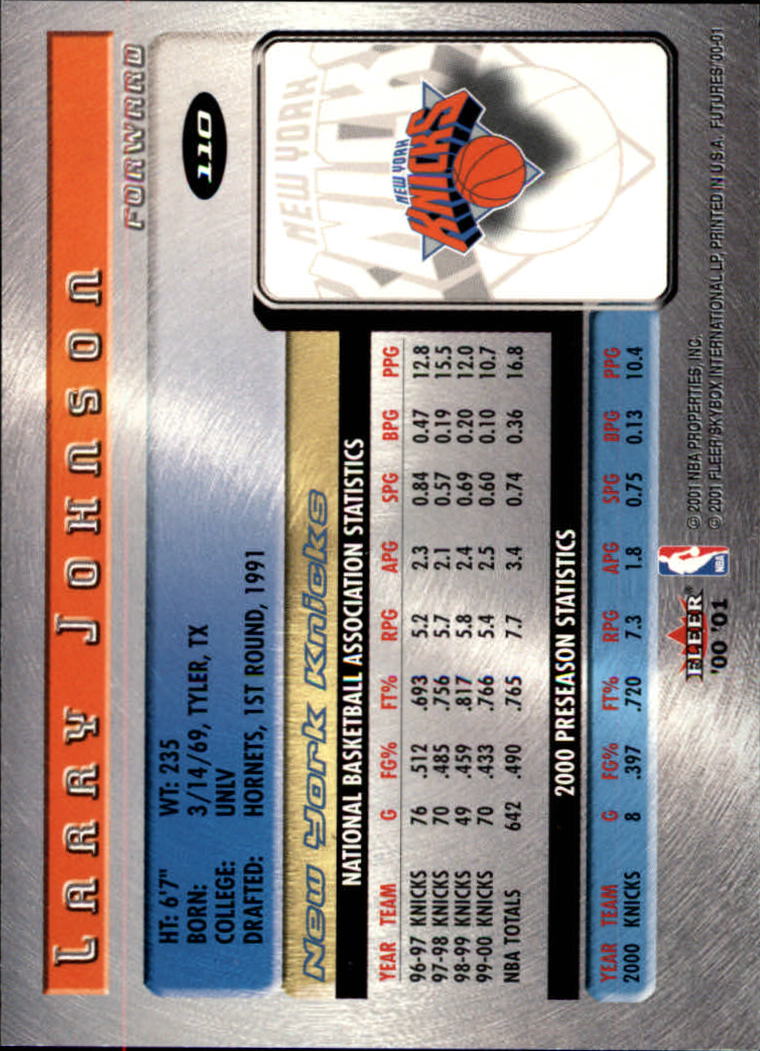 LARRY JOHNSON
FORWARD
110
HT: 6'7" WT: 235
BORN: 3/14/69, TYLER, TX
COLLEGE: UNLV
DRAFTED: HORNETS, 1ST ROUND, 1991
NEW YORK
KNICKS
NEW YORK
KNICKS
New York Knicks
NATIONAL BASKETBALL ASSOCIATION STATISTICS
YEAR TEAM G FG% FT% RPG APG SPG BPG PPG
96-97 KNICKS 76 .512 .693 5.2 2.3 0.84 0.47 12.8
97-98 KNICKS 70 .485 .756 5.7 2.1 0.57 0.19 15.5
98-99 KNICKS 49 .459 .817 5.8 2.4 0.69 0.20 12.0
99-00 KNICKS 70 .433 .766 5.4 2.5 0.60 0.10 10.7
NBA TOTALS 642 .490 .765 7.7 3.4 0.74 0.36 16.8
2000 PRESEASON STATISTICS
YEAR TEAM G FG% FT% RPG APG SPG BPG PPG
2000 KNICKS 8 .397 .720 7.3 1.8 0.75 0.13 10.4
FLEER®
'00 '01
NBA
© 2001 NBA PROPERTIES, INC.
© 2001 FLEER/SKYBOX INTERNATIONAL LP, PRINTED IN U.S.A. FUTURES/'00-01